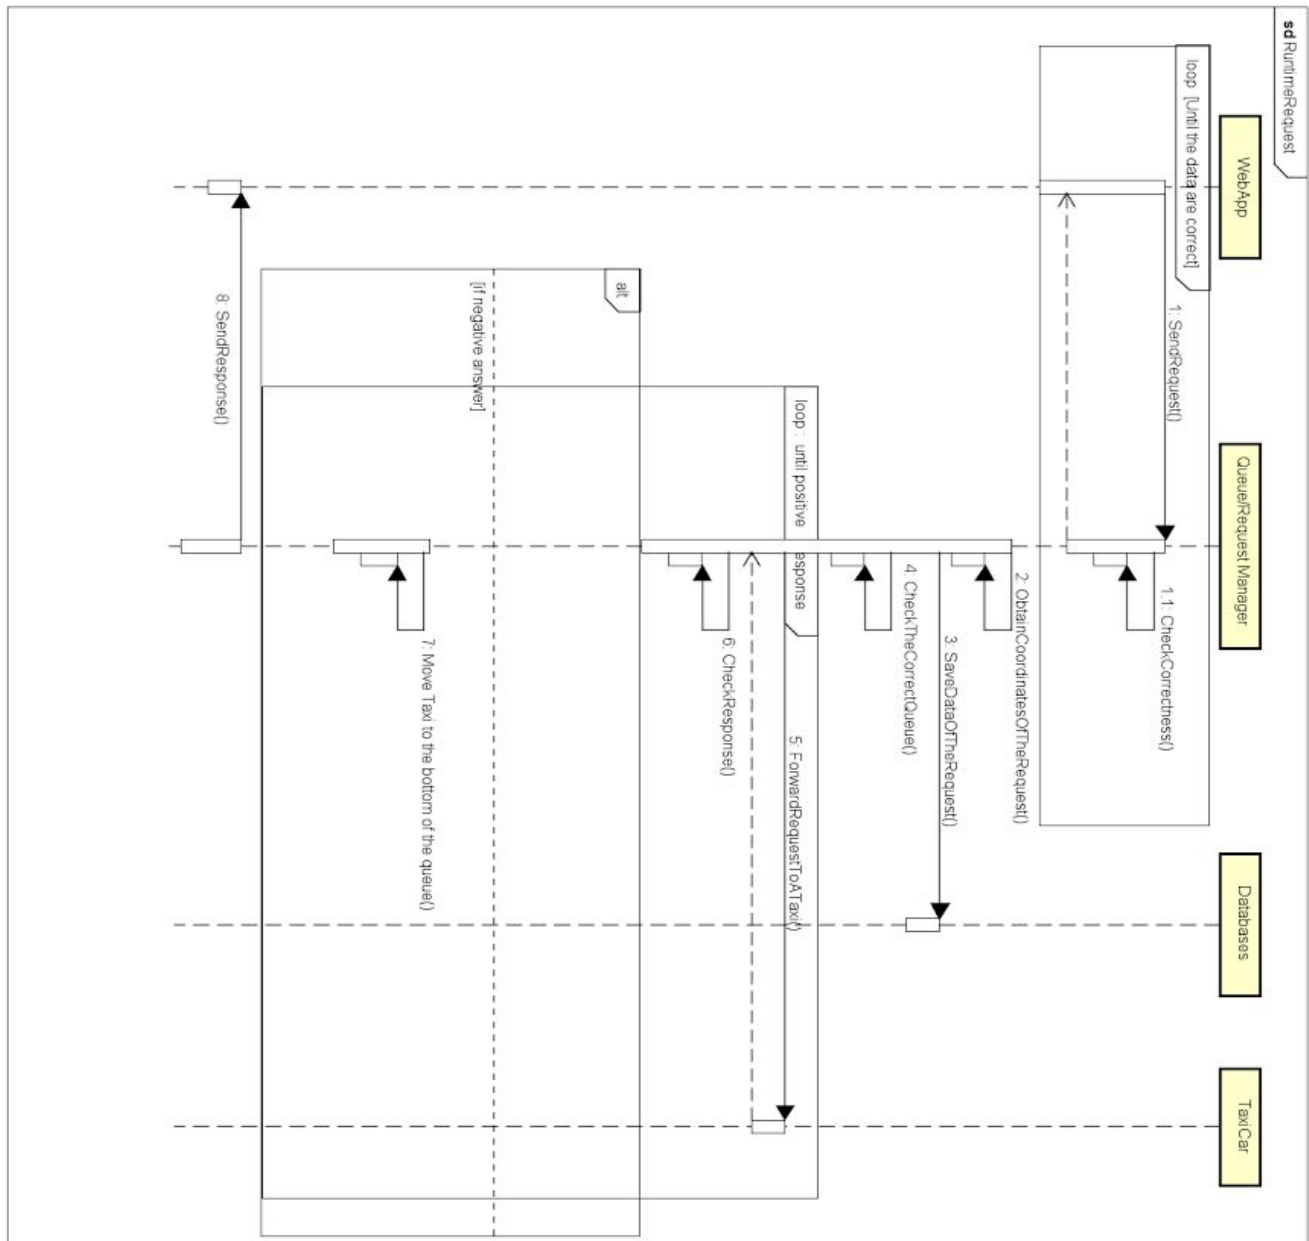 sd RuntimeRequest
WebApp
Queue/Request Manager
Databases
TaxiCar
loop [Until the data are correct]
1: SendRequest()
1.1: CheckCorrectness()
2: ObtainCoordinatesOfTheRequest()
3: SaveDataOfTheRequest()
4: CheckTheCorrectQueue()
loop : until positive esponse
5: ForwardRequestToATaxi()
6: CheckResponse()
alt
[if negative answer]
7: Move Taxi to the bottom of the queue()
8: SendResponse()